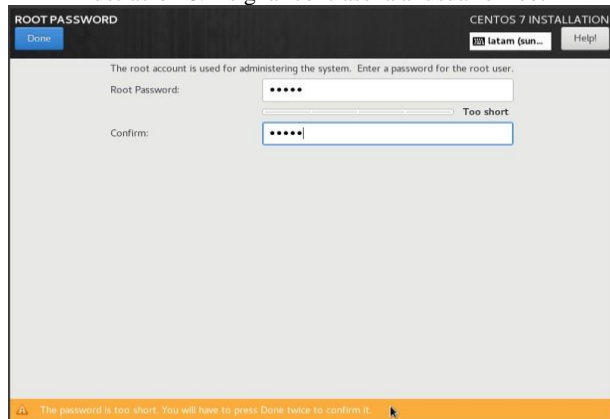 ROOT PASSWORD
CENTOS 7 INSTALLATION
Done
latam (sun...
Help!
The root account is used for administering the system. Enter a password for the root user.
Root Password:
•••••
Too short
Confirm:
•••••
The password is too short. You will have to press Done twice to confirm it.